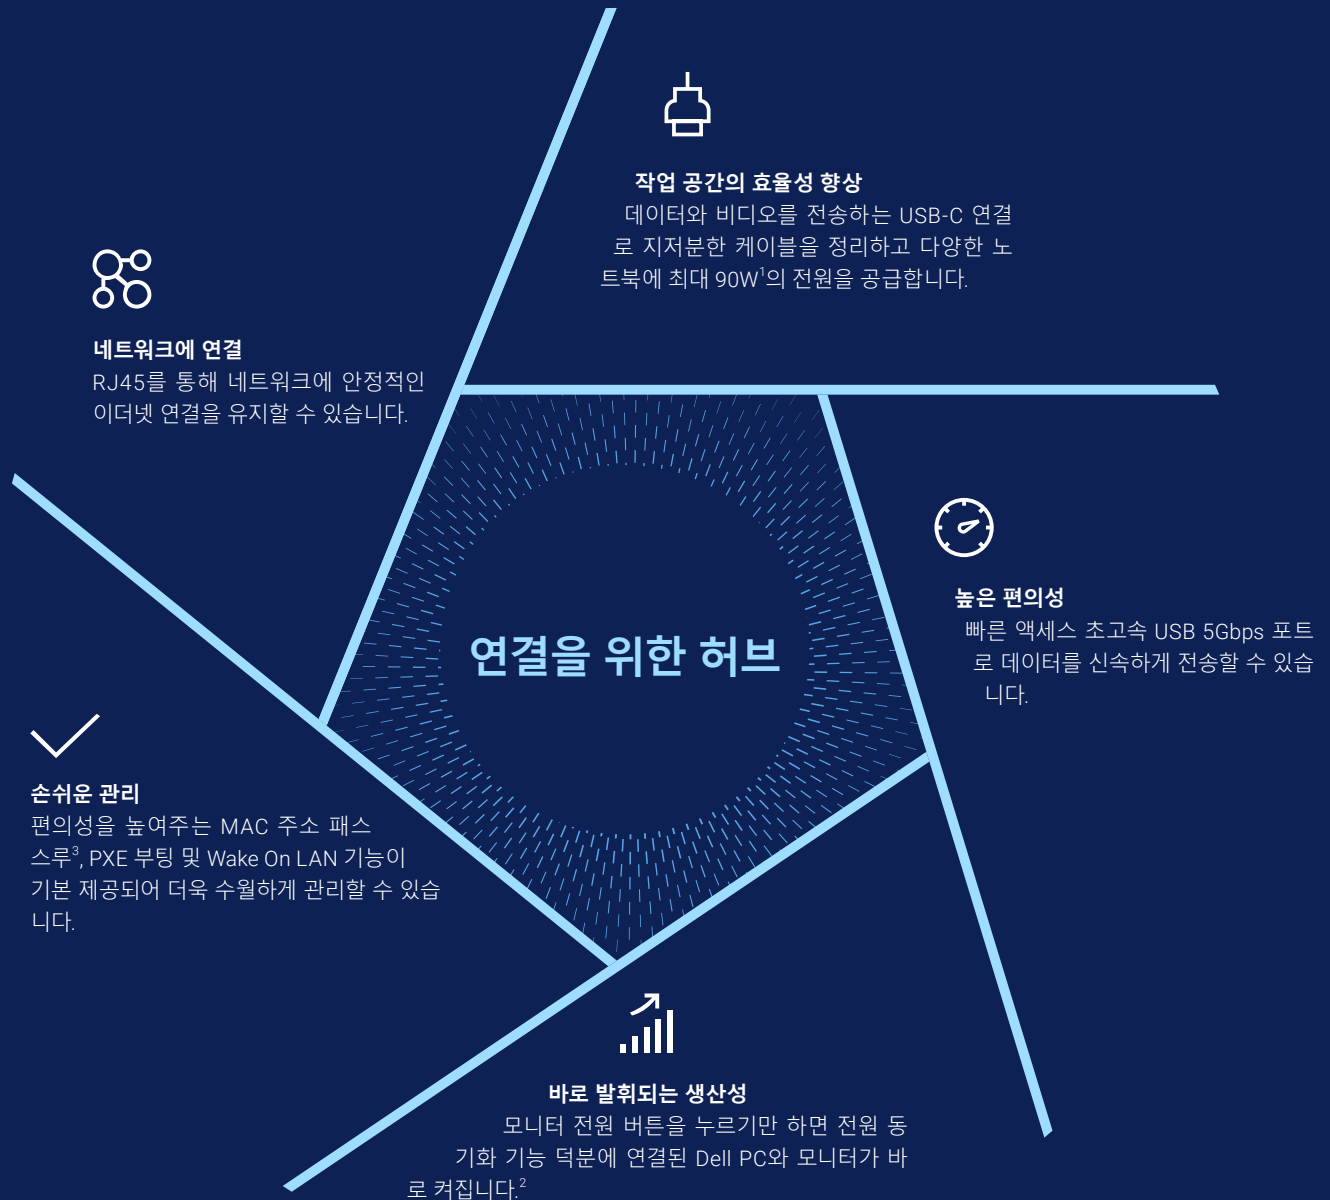 작업 공간의 효율성 향상
데이터와 비디오를 전송하는 USB-C 연결
로 지저분한 케이블을 정리하고 다양한 노
트북에 최대 90W¹의 전원을 공급합니다.
네트워크에 연결
RJ45를 통해 네트워크에 안정적인
이더넷 연결을 유지할 수 있습니다.
높은 편의성
빠른 액세스 초고속 USB 5Gbps 포트
로 데이터를 신속하게 전송할 수 있습
니다.
연결을 위한 허브
손쉬운 관리
편의성을 높여주는 MAC 주소 패스
스루³, PXE 부팅 및 Wake On LAN 기능이
기본 제공되어 더욱 수월하게 관리할 수 있습
니다.
바로 발휘되는 생산성
모니터 전원 버튼을 누르기만 하면 전원 동
기화 기능 덕분에 연결된 Dell PC와 모니터가 바
로 켜집니다.²